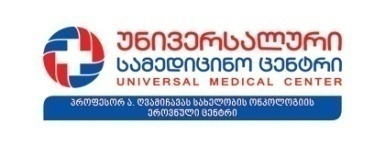 უნივერსალური
სამედიცინო ცენტრი
UNIVERSAL MEDICAL CENTER
პროფესორ ა. ღვამიჩავას სახელობის ონკოლოგიის
ეროვნული ცენტრი